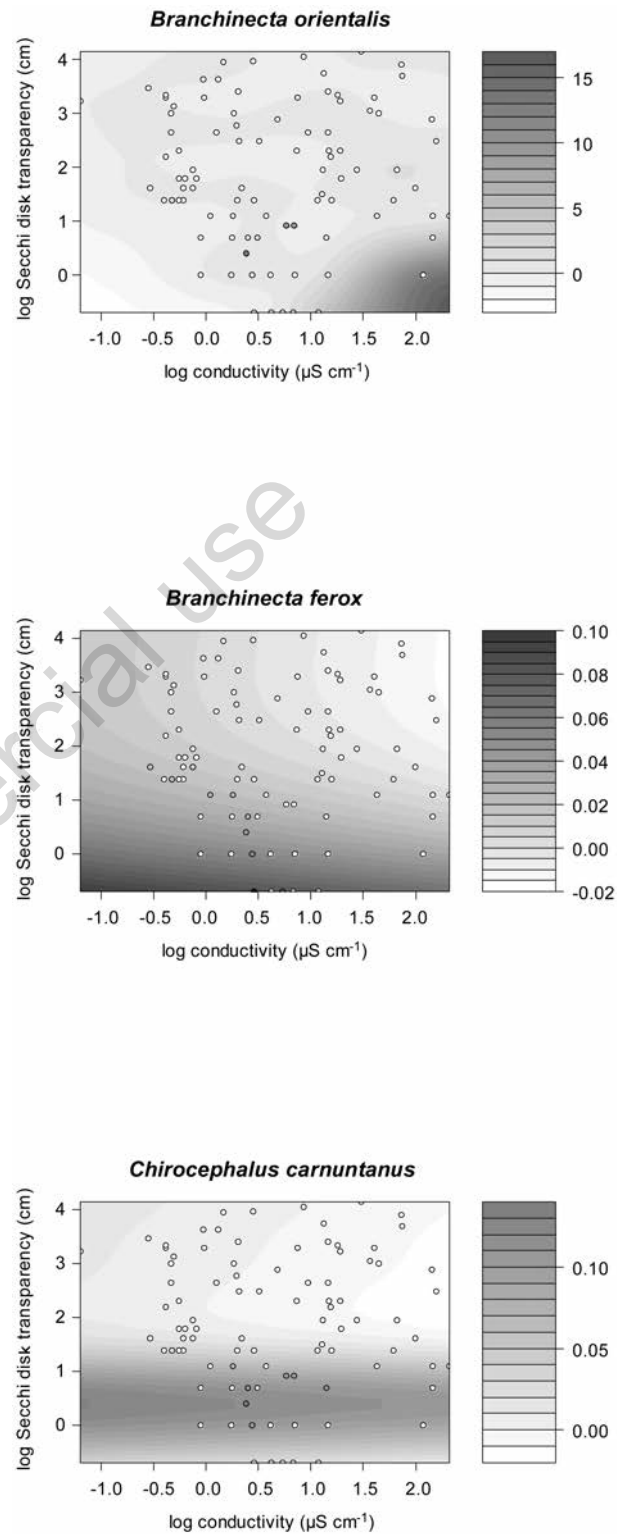 Branchinecta orientalis
log Secchi disk transparency (cm)
4
3
2
1
0
-1.0 -0.5 0.0 0.5 1.0 1.5 2.0
log conductivity (µS cm⁻¹)
15
10
5
0
Branchinecta ferox
log Secchi disk transparency (cm)
4
3
2
1
0
-1.0 -0.5 0.0 0.5 1.0 1.5 2.0
log conductivity (µS cm⁻¹)
0.10
0.08
0.06
0.04
0.02
0.00
-0.02
Chirocephalus carnuntanus
log Secchi disk transparency (cm)
4
3
2
1
0
-1.0 -0.5 0.0 0.5 1.0 1.5 2.0
log conductivity (µS cm⁻¹)
0.10
0.05
0.00
ercial use